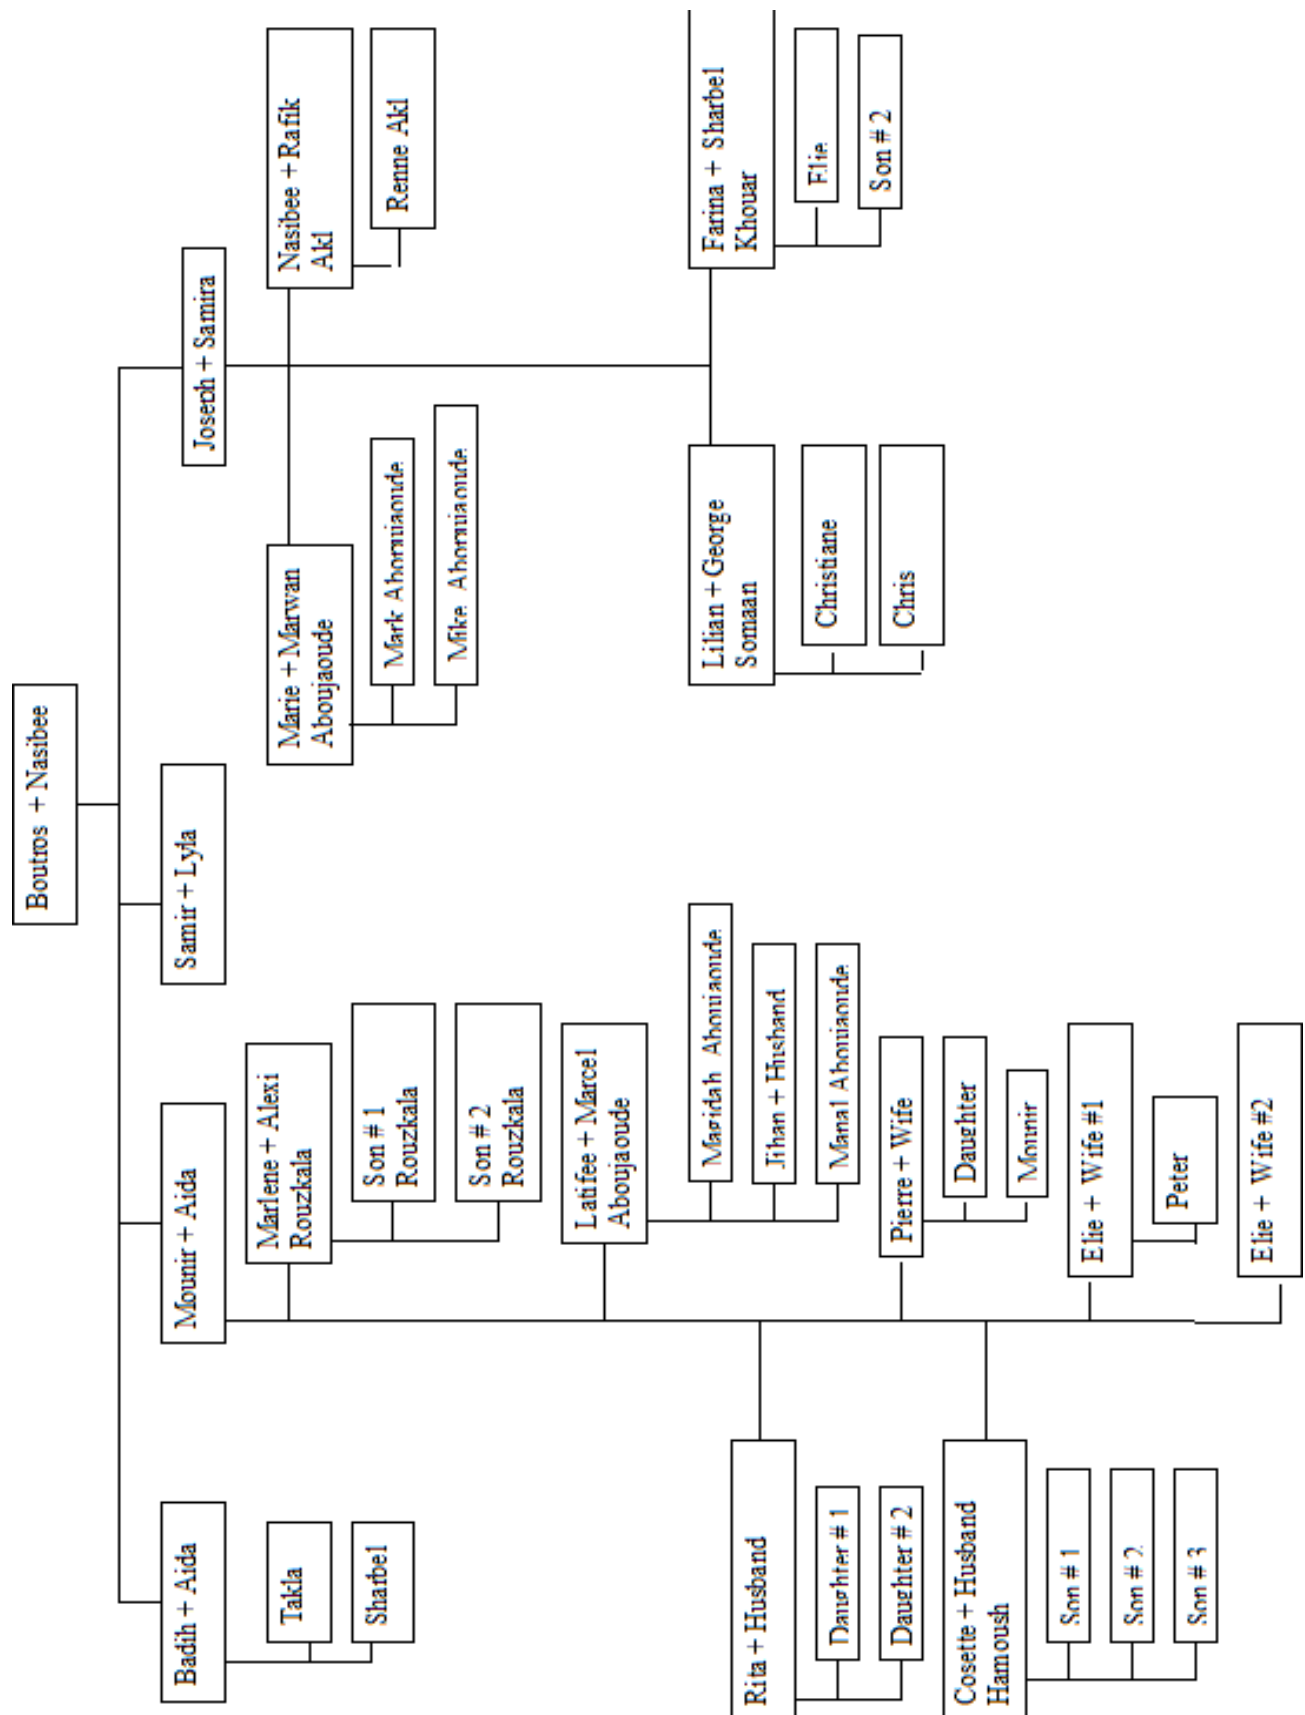 Boutros + Nasibee
Badih + Aida
Takla
Sharbel
Mounir + Aida
Marlene + Alexi
Rouzkala
Son # 1
Rouzkala
Son # 2
Rouzkala
Latifee + Marcel
Aboujaoude
Magidah Aboujaoude
Jihan + Husband
Manal Aboujaoude
Rita + Husband
Daughter # 1
Daughter # 2
Pierre + Wife
Daughter
Mounir
Cosette + Husband
Hamoush
Son # 1
Son # 2
Son # 3
Elie + Wife #1
Peter
Elie + Wife #2
Samir + Lyla
Joseph + Samira
Marie + Marwan
Aboujaoude
Mark Aboujaoude
Mike Aboujaoude
Nasibee + Rafik
Akl
Renne Akl
Lilian + George
Somaan
Christiane
Chris
Farina + Sharbel
Khouar
Elie
Son # 2